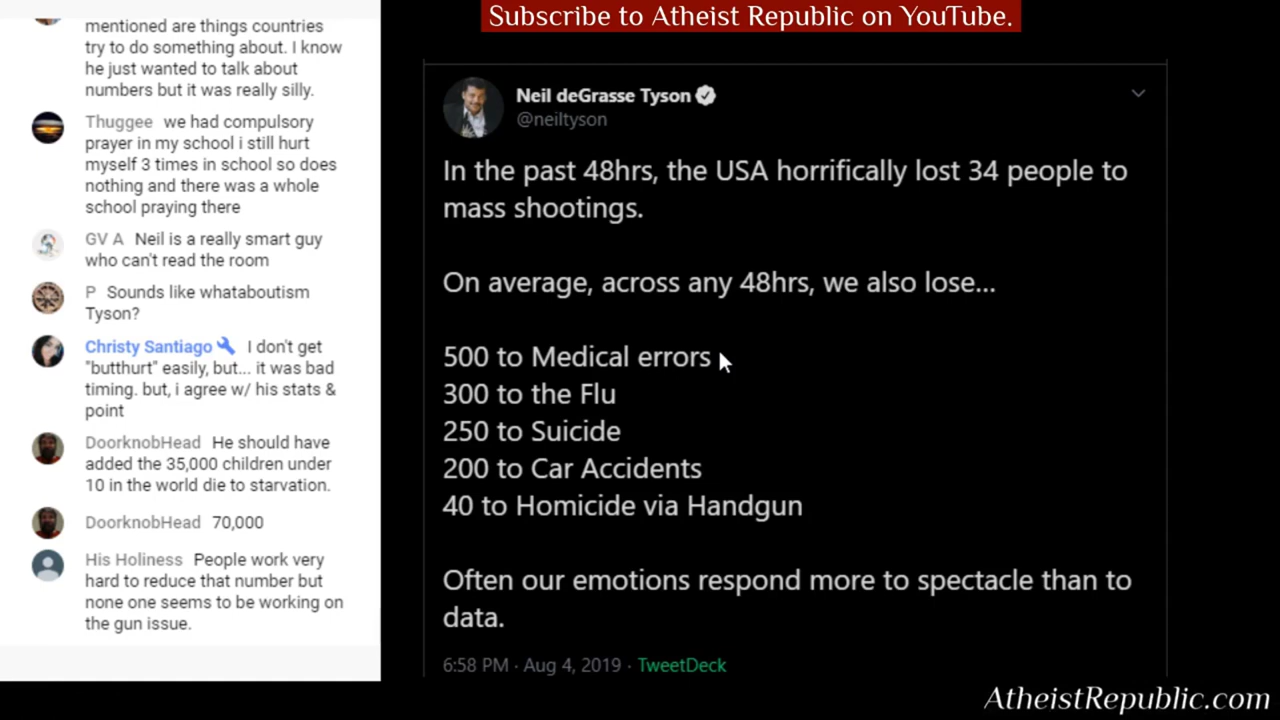 Subscribe to Atheist Republic on YouTube.
mentioned are things countries
try to do something about. I know
he just wanted to talk about
numbers but it was really silly.
Thuggee we had compulsory
prayer in my school i still hurt
myself 3 times in school so does
nothing and there was a whole
school praying there
GV A Neil is a really smart guy
who can't read the room
P Sounds like whataboutism
Tyson?
Christy Santiago I don't get
"butthurt" easily, but... it was bad
timing. but, i agree w/ his stats &
point
DoorknobHead He should have
added the 35,000 children under
10 in the world die to starvation.
DoorknobHead 70,000
His Holiness People work very
hard to reduce that number but
none one seems to be working on
the gun issue.
Neil deGrasse Tyson
@neiltyson
In the past 48hrs, the USA horrifically lost 34 people to
mass shootings.
On average, across any 48hrs, we also lose...
500 to Medical errors
300 to the Flu
250 to Suicide
200 to Car Accidents
40 to Homicide via Handgun
Often our emotions respond more to spectacle than to
data.
6:58 PM · Aug 4, 2019 · TweetDeck
AtheistRepublic.com